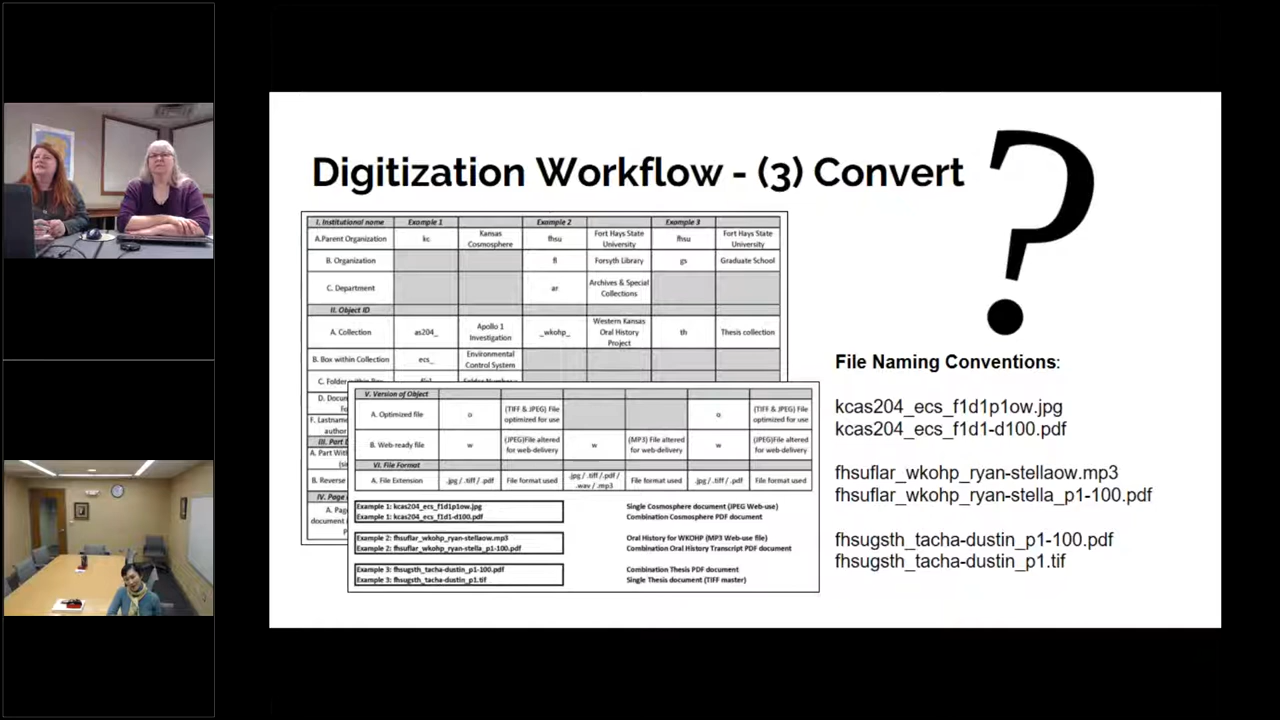 Digitization Workflow - (3) Convert
?
I. Institutional name Example 1 Example 2 Example 3
A.Parent Organization kc Kansas Cosmosphere fhsu Fort Hays State University fhsu Fort Hays State University
B. Organization fl Forsyth Library gs Graduate School
C. Department ar Archives & Special Collections
II. Object ID
A. Collection as204_ Apollo 1 Investigation _wkohp_ Western Kansas Oral History Project th Thesis collection
B. Box within Collection ecs_ Environmental Control System
V. Version of Object
A. Optimized file o (TIFF & JPEG) File optimized for use o (TIFF & JPEG) File optimized for use
B. Web-ready file w (JPEG)File altered for web-delivery w (MP3) File altered for web-delivery w (JPEG)File altered for web-delivery
VI. File Format
A. File Extension .jpg / .tiff /.pdf File format used .jpg / .tiff /.pdf / .wav / .mp3 File format used .jpg / .tiff /.pdf File format used
Example 1: kcas204_ecs_f1d1p1ow.jpg Single Cosmosphere document (JPEG Web-use)
Example 1: kcas204_ecs_f1d1-d100.pdf Combination Cosmosphere PDF document
Example 2: fhsuflar_wkohp_ryan-stellaow.mp3 Oral History for WKOHP (MP3 Web-use file)
Example 2: fhsuflar_wkohp_ryan-stella_p1-100.pdf Combination Oral History Transcript PDF document
Example 3: fhsugsth_tacha-dustin_p1-100.pdf Combination Thesis PDF document
Example 3: fhsugsth_tacha-dustin_p1.tif Single Thesis document (TIFF master)
File Naming Conventions:
kcas204_ecs_f1d1p1ow.jpg
kcas204_ecs_f1d1-d100.pdf
fhsuflar_wkohp_ryan-stellaow.mp3
fhsuflar_wkohp_ryan-stella_p1-100.pdf
fhsugsth_tacha-dustin_p1-100.pdf
fhsugsth_tacha-dustin_p1.tif